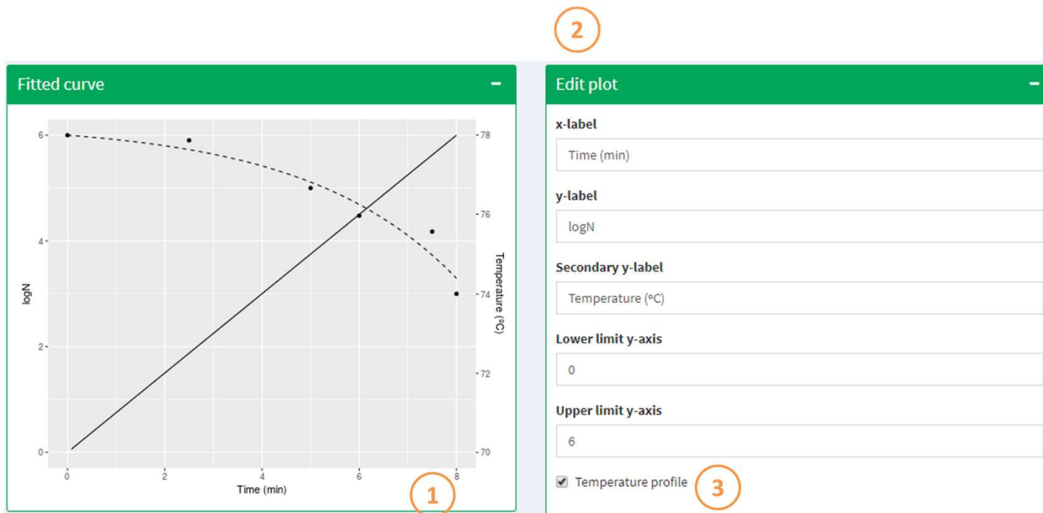 2
Fitted curve
−
6
4
2
0
logN
0
2
4
6
8
Time (min)
78
76
74
72
70
Temperature (ºC)
1
Edit plot
−
x-label
Time (min)
y-label
logN
Secondary y-label
Temperature (ºC)
Lower limit y-axis
0
Upper limit y-axis
6
Temperature profile
3